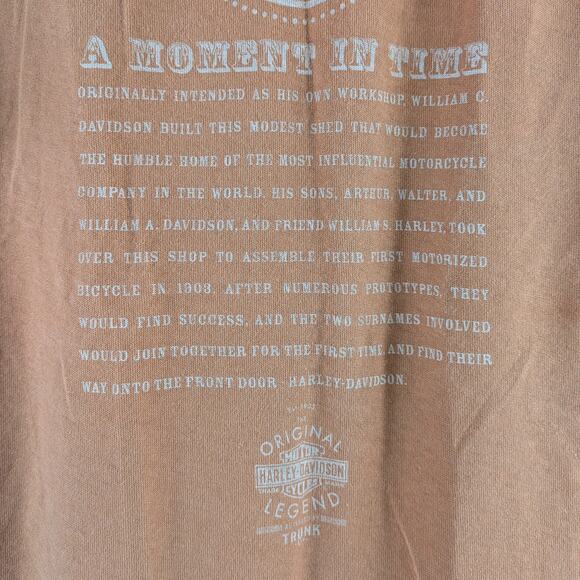 A MOMENT IN TIME
ORIGINALLY INTENDED AS HIS OWN WORKSHOP, WILLIAM C.
DAVIDSON BUILT THIS MODEST SHED THAT WOULD BECOME
THE HUMBLE HOME OF THE MOST INFLUENTIAL MOTORCYCLE
COMPANY IN THE WORLD. HIS SONS, ARTHUR, WALTER, AND
WILLIAM A. DAVIDSON, AND FRIEND WILLIAM S. HARLEY, TOOK
OVER THIS SHOP TO ASSEMBLE THEIR FIRST MOTORIZED
BICYCLE IN 1903. AFTER NUMEROUS PROTOTYPES, THEY
WOULD FIND SUCCESS, AND THE TWO SURNAMES INVOLVED
WOULD JOIN TOGETHER FOR THE FIRST TIME AND FIND THEIR
WAY ONTO THE FRONT DOOR - HARLEY-DAVIDSON.
THE
ORIGINAL
MOTOR
HARLEY-DAVIDSON
TRADE MARK
CYCLES
LEGEND
TRUNK